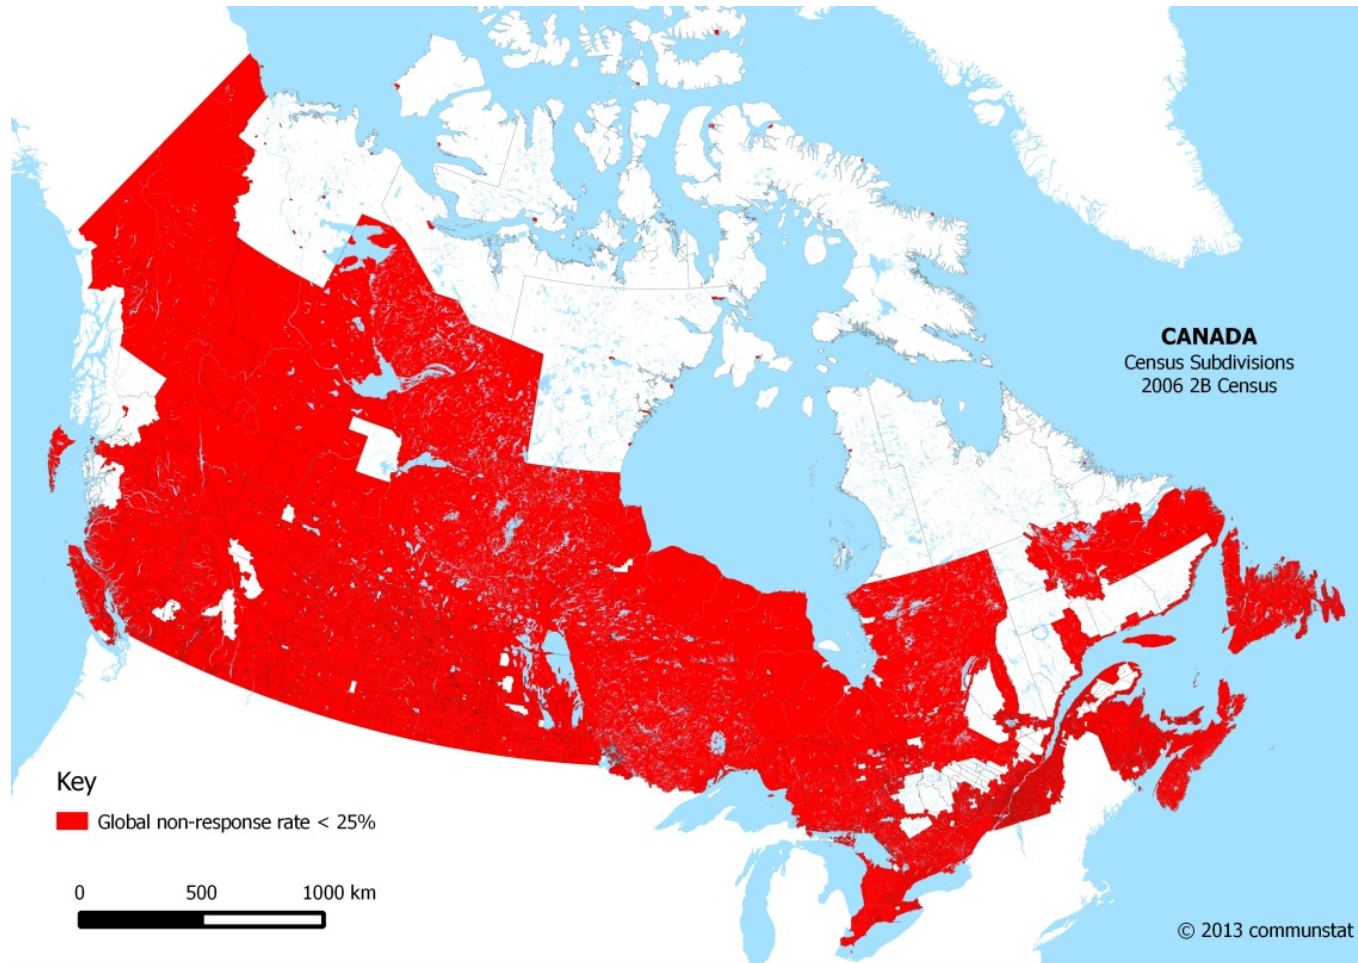 CANADA
Census Subdivisions
2006 2B Census
Key
Global non-response rate < 25%
0 500 1000 km
© 2013 communstat